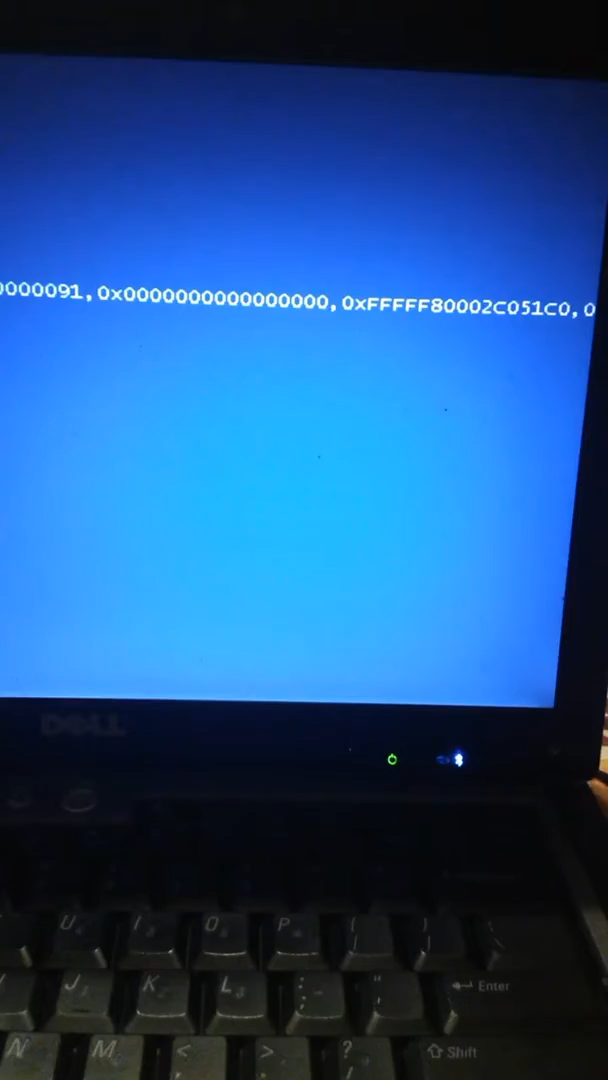 0000091,0x0000000000000000,0xFFFFF80002C051C0,0
DELL
U I O P { [ } ] | \
J K L : ; " ' Enter
N M < , > . ? / Shift